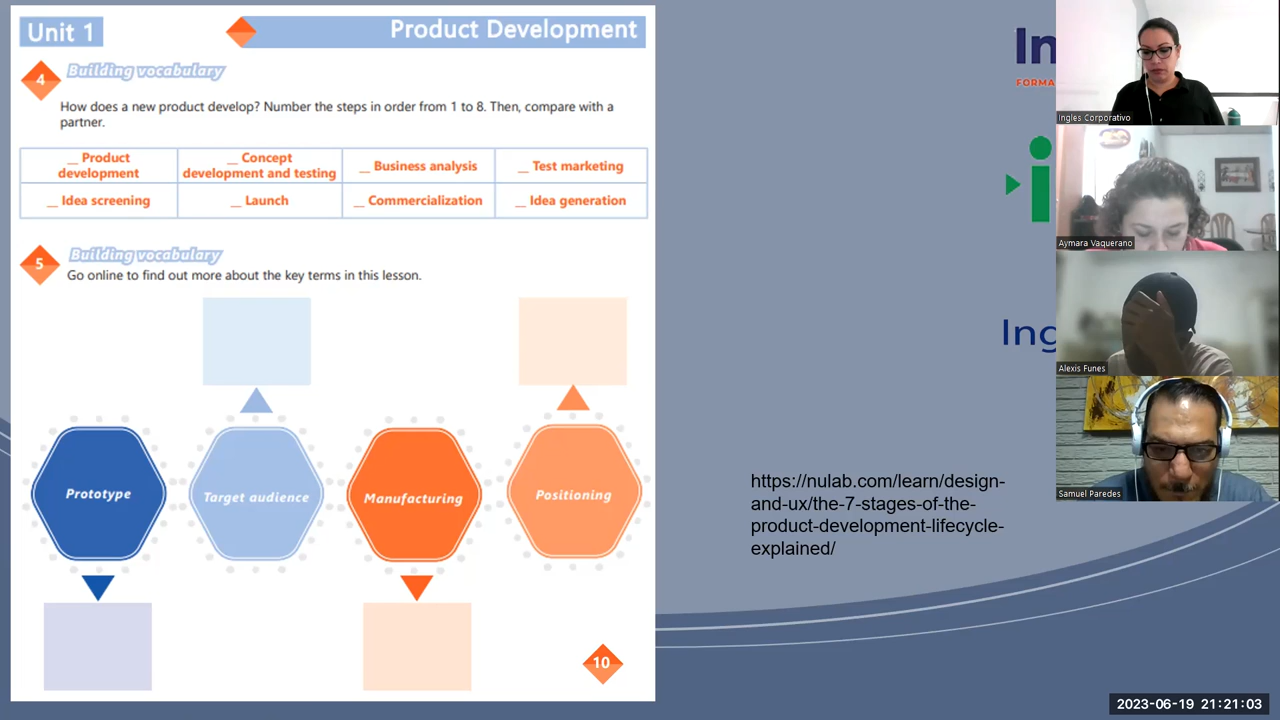 Unit 1
Product Development
4
Building vocabulary
How does a new product develop? Number the steps in order from 1 to 8. Then, compare with a
partner.
__ Product
development
__ Concept
development and testing
__ Business analysis
__ Test marketing
__ Idea screening
__ Launch
__ Commercialization
__ Idea generation
5
Building vocabulary
Go online to find out more about the key terms in this lesson.
Prototype
Target audience
Manufacturing
Positioning
10
https://nulab.com/learn/design-
and-ux/the-7-stages-of-the-
product-development-lifecycle-
explained/
In
FORMA
Ing
Ingles Corporativo
Aymara Vaquerano
Alexis Funes
Samuel Paredes
2023-06-19 21:21:03